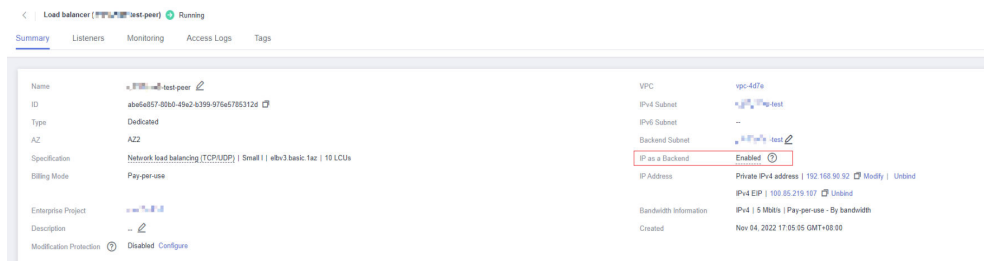 Load balancer ( test-peer) Running
Summary Listeners Monitoring Access Logs Tags
Name -test-peer
ID abe6e857-80b0-49e2-b399-976e5785312d
Type Dedicated
AZ AZ2
Specification Network load balancing (TCP/UDP) | Small I | elbv3.basic.1az | 10 LCUs
Billing Mode Pay-per-use
Enterprise Project
Description --
Modification Protection Disabled Configure
VPC vpc-4d7e
IPv4 Subnet -test
IPv6 Subnet --
Backend Subnet -test
IP as a Backend Enabled
IP Address Private IPv4 address | 192.168.90.92 Modify | Unbind
IPv4 EIP | 100.85.219.107 Unbind
Bandwidth Information IPv4 | 5 Mbit/s | Pay-per-use - By bandwidth
Created Nov 04, 2022 17:05:05 GMT+08:00